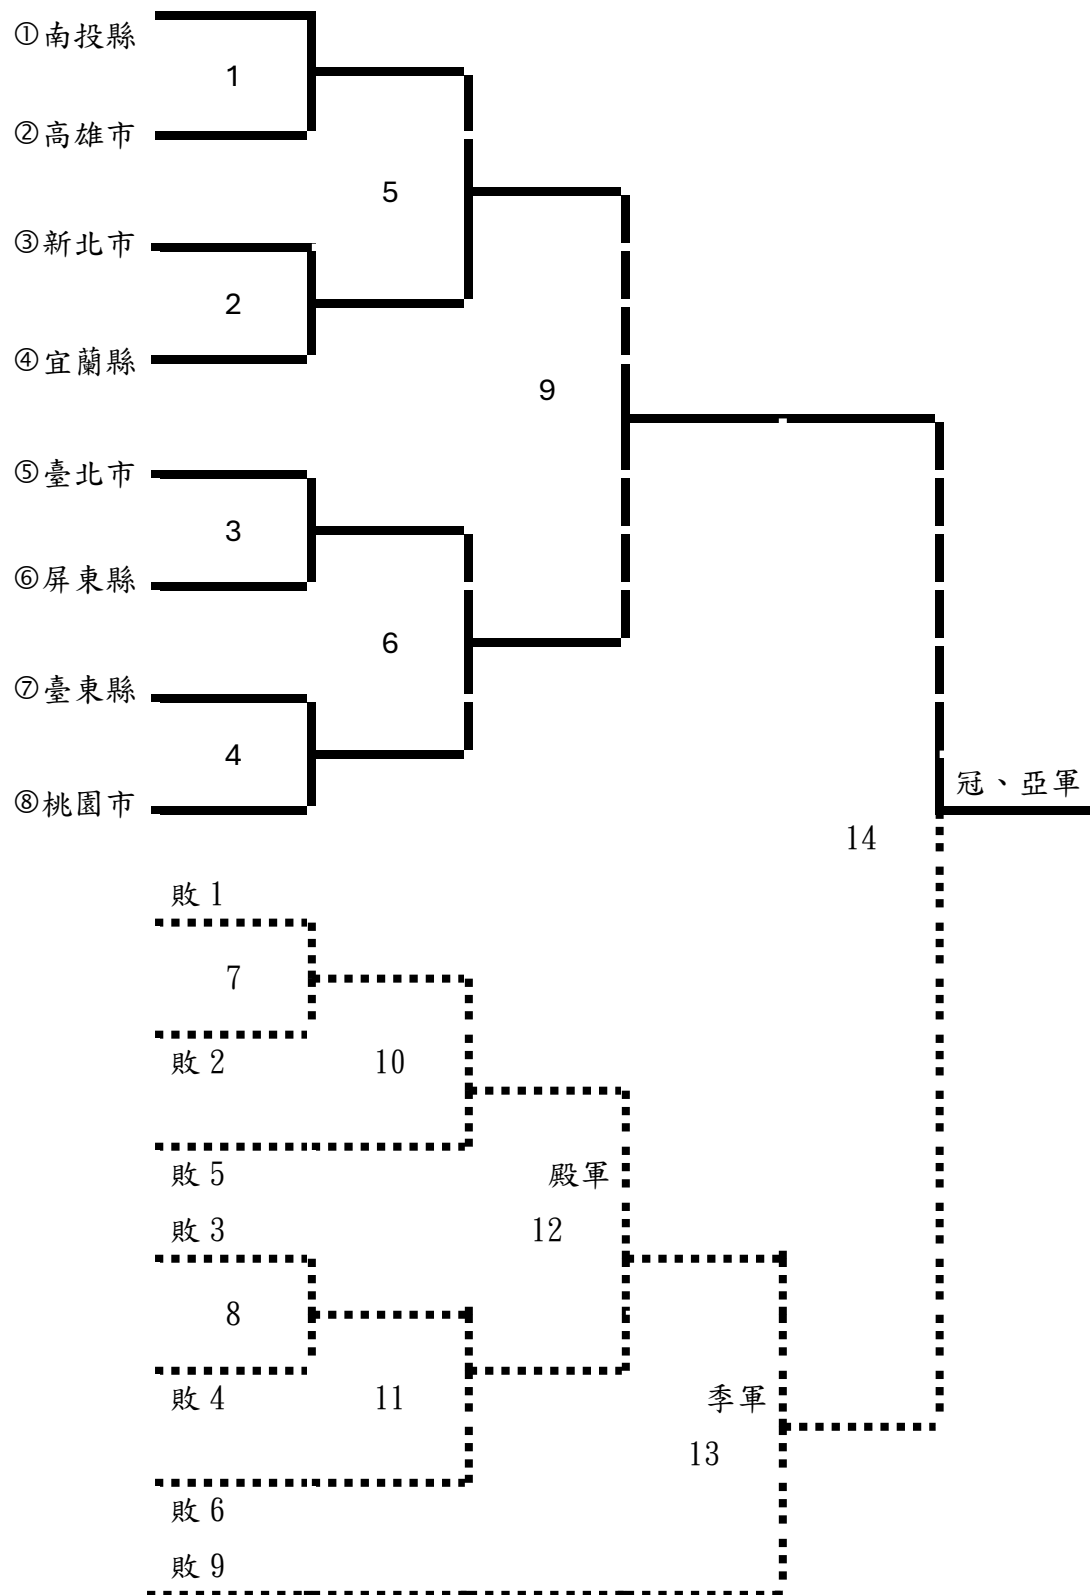 ①南投縣
1
②高雄市
5
③新北市
2
④宜蘭縣
9
⑤臺北市
3
⑥屏東縣
6
⑦臺東縣
4
⑧桃園市
冠、亞軍
14
敗 1
7
敗 2
10
敗 5
殿軍
敗 3
12
8
敗 4
11
季軍
13
敗 6
敗 9